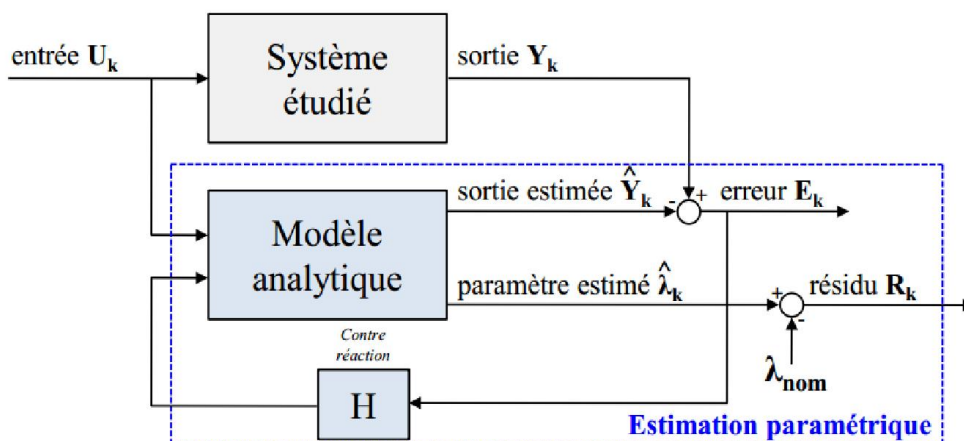 entrée Uk
Système
étudié
sortie Yk
Modèle
analytique
sortie estimée Ŷk
-
+
erreur Ek
paramètre estimé λ̂k
+
-
résidu Rk
λnom
Contre
réaction
H
Estimation paramétrique